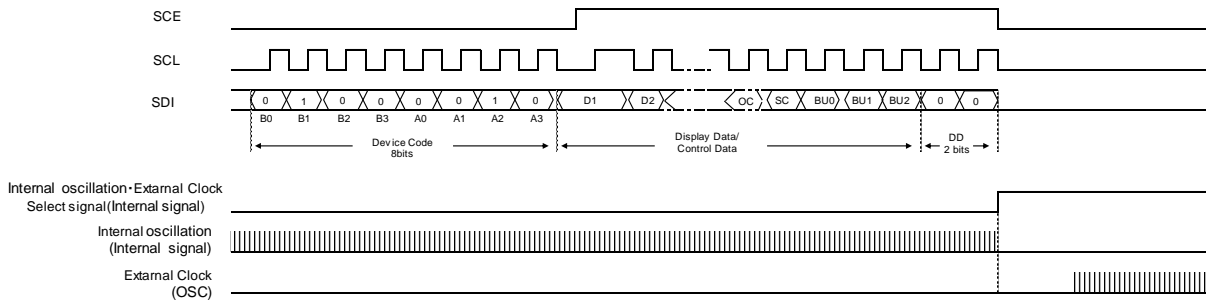 SCE
SCL
SDI
0 1 0 0 0 0 1 0 D1 D2 OC SC BU0 BU1 BU2 0 0
B0 B1 B2 B3 A0 A1 A2 A3
Device Code
8bits
Display Data/
Control Data
DD
2 bits
Internal oscillation・External Clock
Select signal(Internal signal)
Internal oscillation
(Internal signal)
External Clock
(OSC)